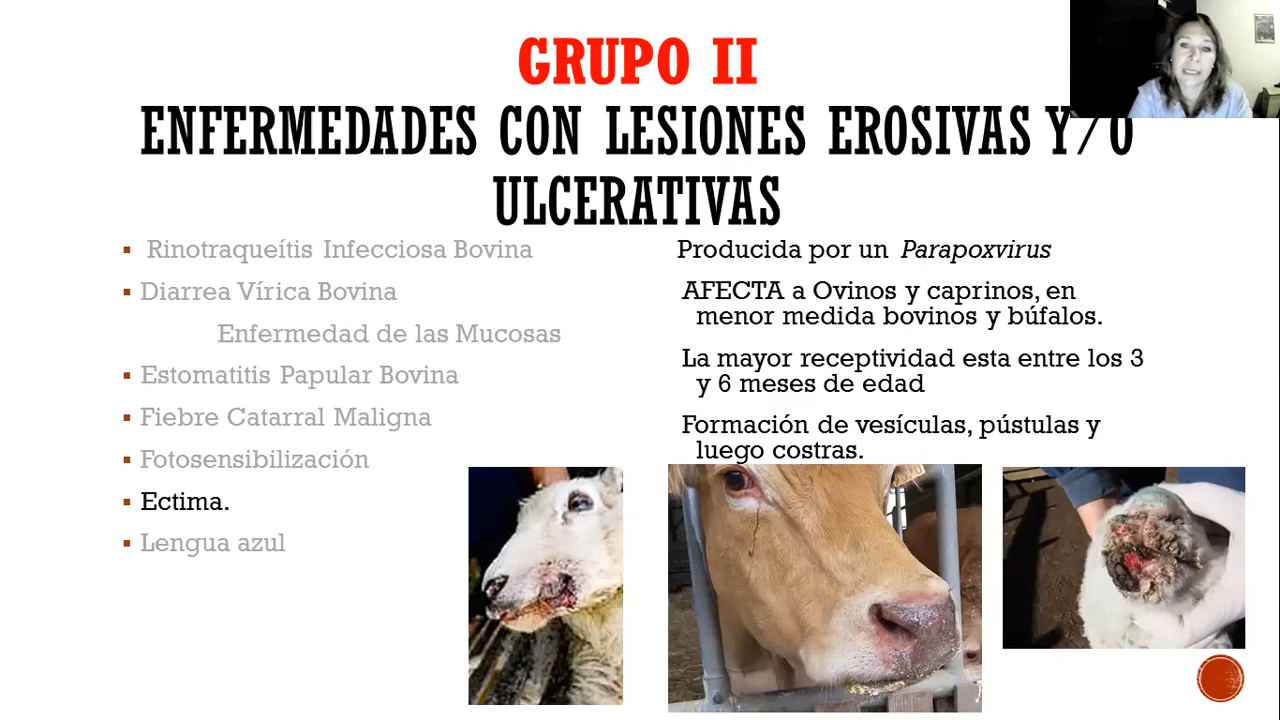 GRUPO II
ENFERMEDADES CON LESIONES EROSIVAS Y/O
ULCERATIVAS
Rinotraqueítis Infecciosa Bovina
Diarrea Vírica Bovina
Enfermedad de las Mucosas
Estomatitis Papular Bovina
Fiebre Catarral Maligna
Fotosensibilización
Ectima.
Lengua azul
Producida por un Parapoxvirus
AFECTA a Ovinos y caprinos, en
menor medida bovinos y búfalos.
La mayor receptividad esta entre los 3
y 6 meses de edad
Formación de vesículas, pústulas y
luego costras.